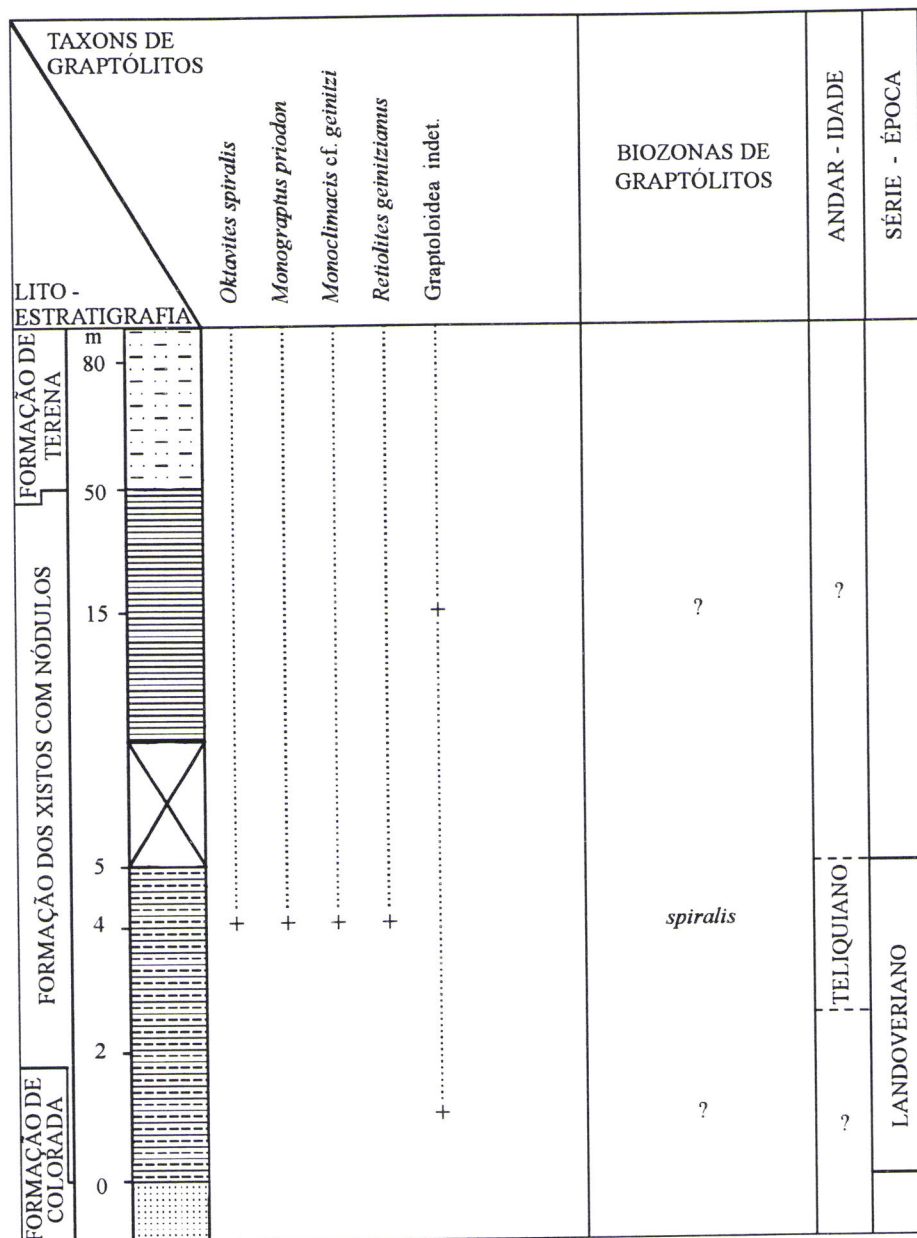 TAXONS DE
GRAPTÓLITOS
LITO -
ESTRATIGRAFIA
Oktavites spiralis
Monograptus priodon
Monoclimacis cf. geinitzi
Retiolites geinitzianus
Graptoloidea indet.
BIOZONAS DE
GRAPTÓLITOS
ANDAR - IDADE
SÉRIE - ÉPOCA
FORMAÇÃO DE
TERENA
FORMAÇÃO DOS XISTOS COM NÓDULOS
FORMAÇÃO DE
COLORADA
m
80
50
15
5
4
2
0
?
spiralis
?
?
TELIQUIANO
?
LANDOVERIANO